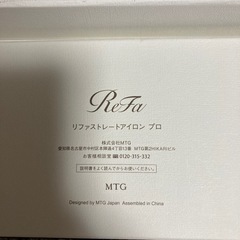 ReFa
リファストレートアイロン プロ
株式会社MTG
愛知県名古屋市中村区本陣通4丁目13番 MTG第2HIKARIビル
お客様相談室 0120-315-332
説明書をよく読んでからお使いください。
MTG
Designed by MTG Japan Assembled in China